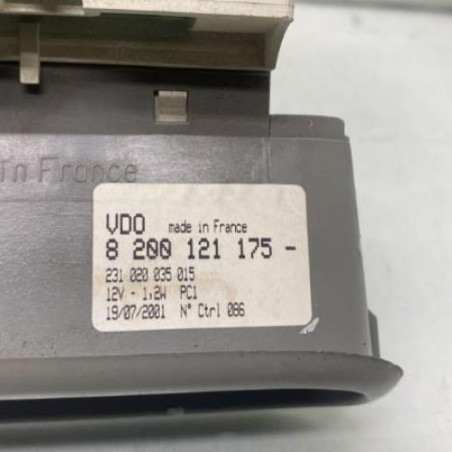 in France
VDO made in France
8 200 121 175 -
231 020 035 015
12V - 1,2W PC1
19/07/2001 N° Ctrl 086